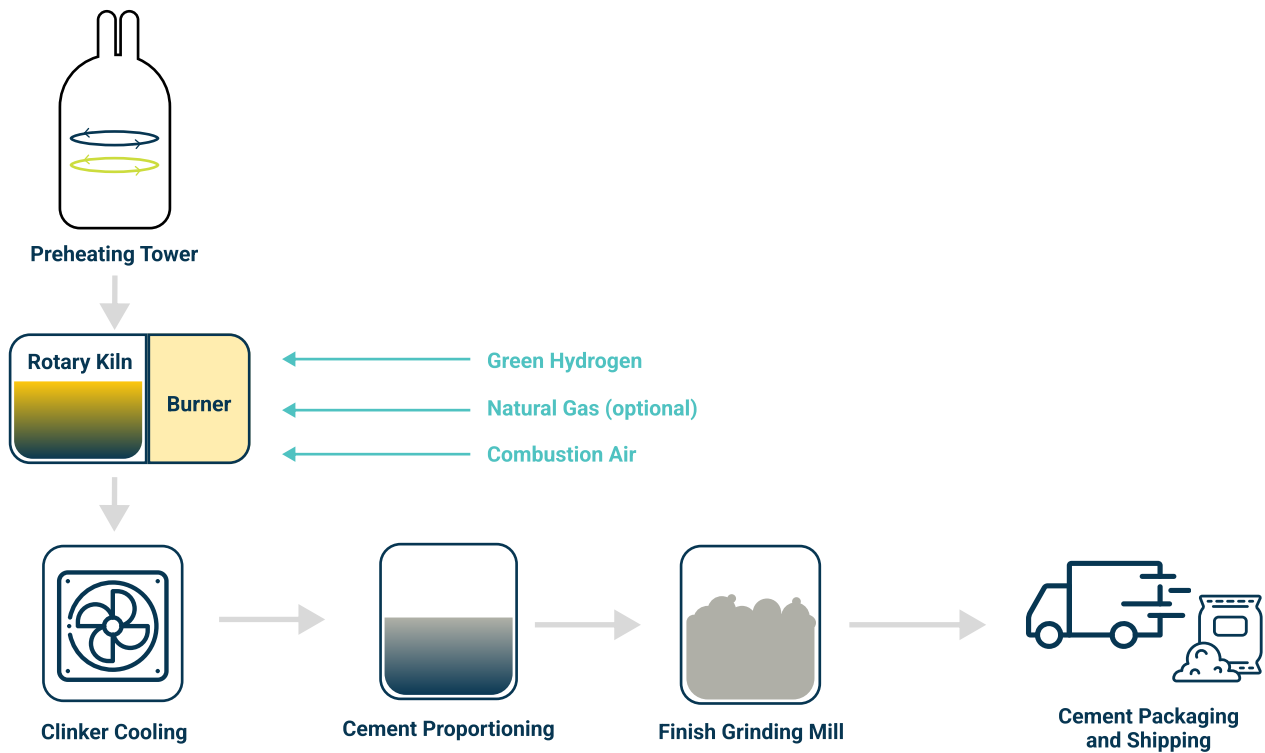 Preheating Tower
Rotary Kiln
Burner
Green Hydrogen
Natural Gas (optional)
Combustion Air
Clinker Cooling
Cement Proportioning
Finish Grinding Mill
Cement Packaging
and Shipping